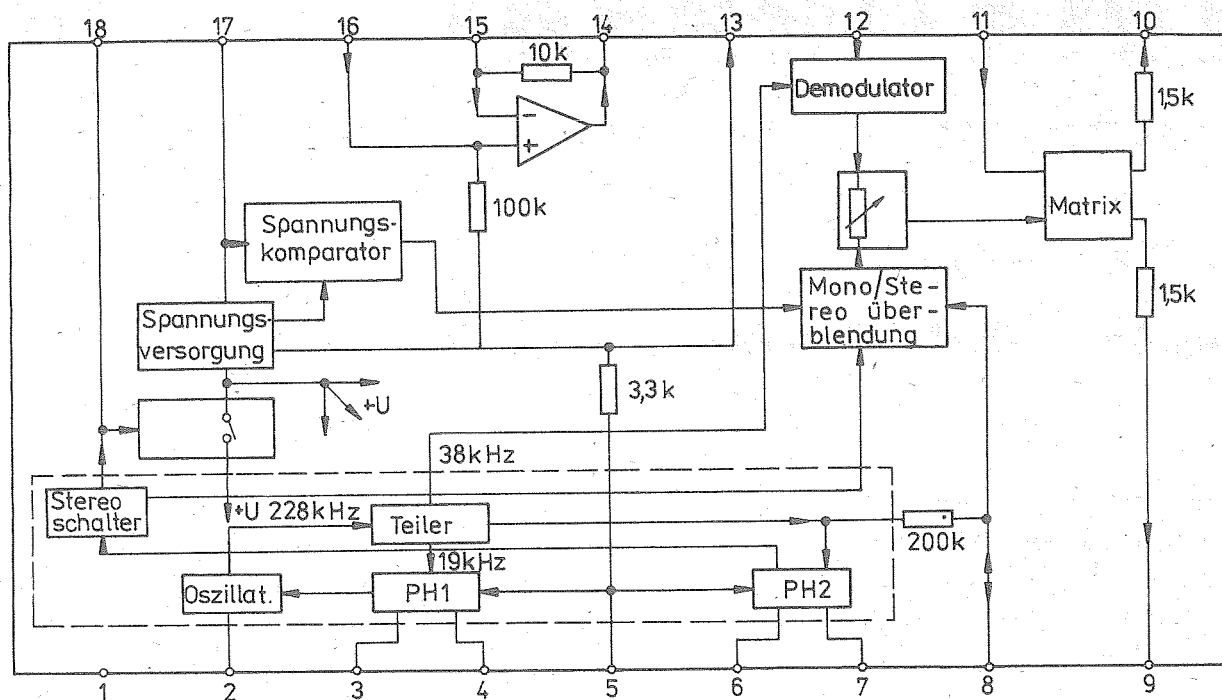 18 17 16 15 14 13 12 11 10
10k
Demodulator
1,5k
−
+
100k
Spannungs-
komparator
Matrix
Mono/Ste-
reo über-
blendung
1,5k
Spannungs-
versorgung
3,3k
+U
38kHz
Stereo
schalter
+U 228kHz
Teiler
200k
19kHz
Oszillat.
PH1
PH2
1 2 3 4 5 6 7 8 9